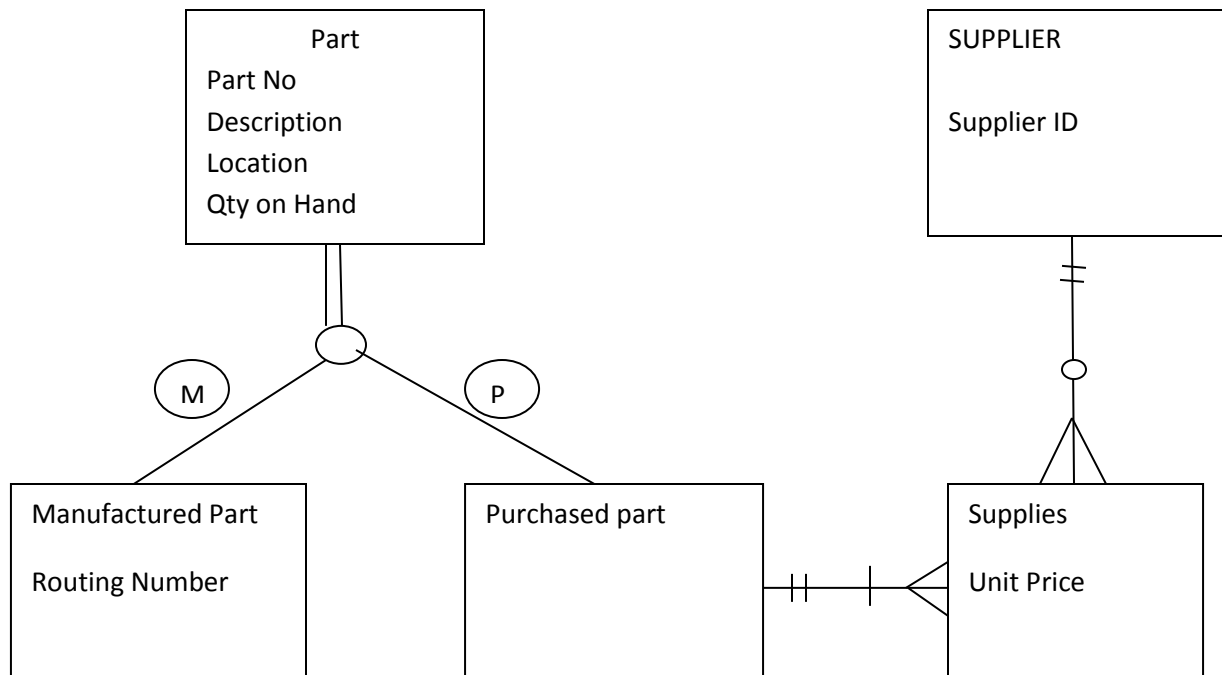 Part
Part No
Description
Location
Qty on Hand
SUPPLIER
Supplier ID
M
P
Manufactured Part
Routing Number
Purchased part
Supplies
Unit Price